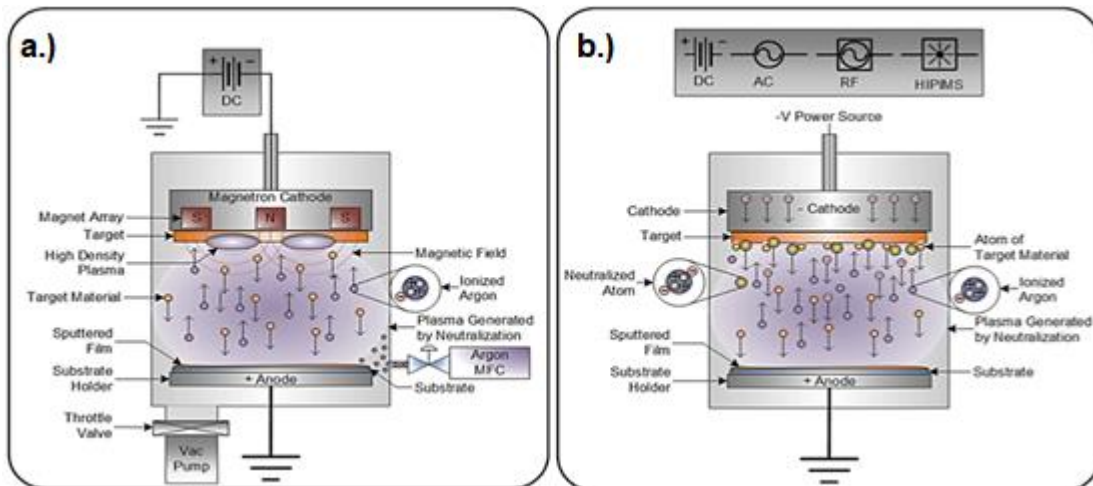 a.)
+ -
DC
Magnetron Cathode
Magnet Array
S N S
Target
High Density
Plasma
Magnetic Field
Target Material
Ionized
Argon
Plasma Generated
by Neutralization
Sputtered
Film
Argon
MFC
Substrate
Holder
+ Anode
Substrate
Throttle
Valve
Vac
Pump
b.)
+ -
DC
AC
RF
HIPIMS
-V Power Source
Cathode
- Cathode
Target
Atom of
Target Material
Neutralized
Atom
Ionized
Argon
Plasma Generated
by Neutralization
Sputtered
Film
Substrate
Holder
+ Anode
Substrate